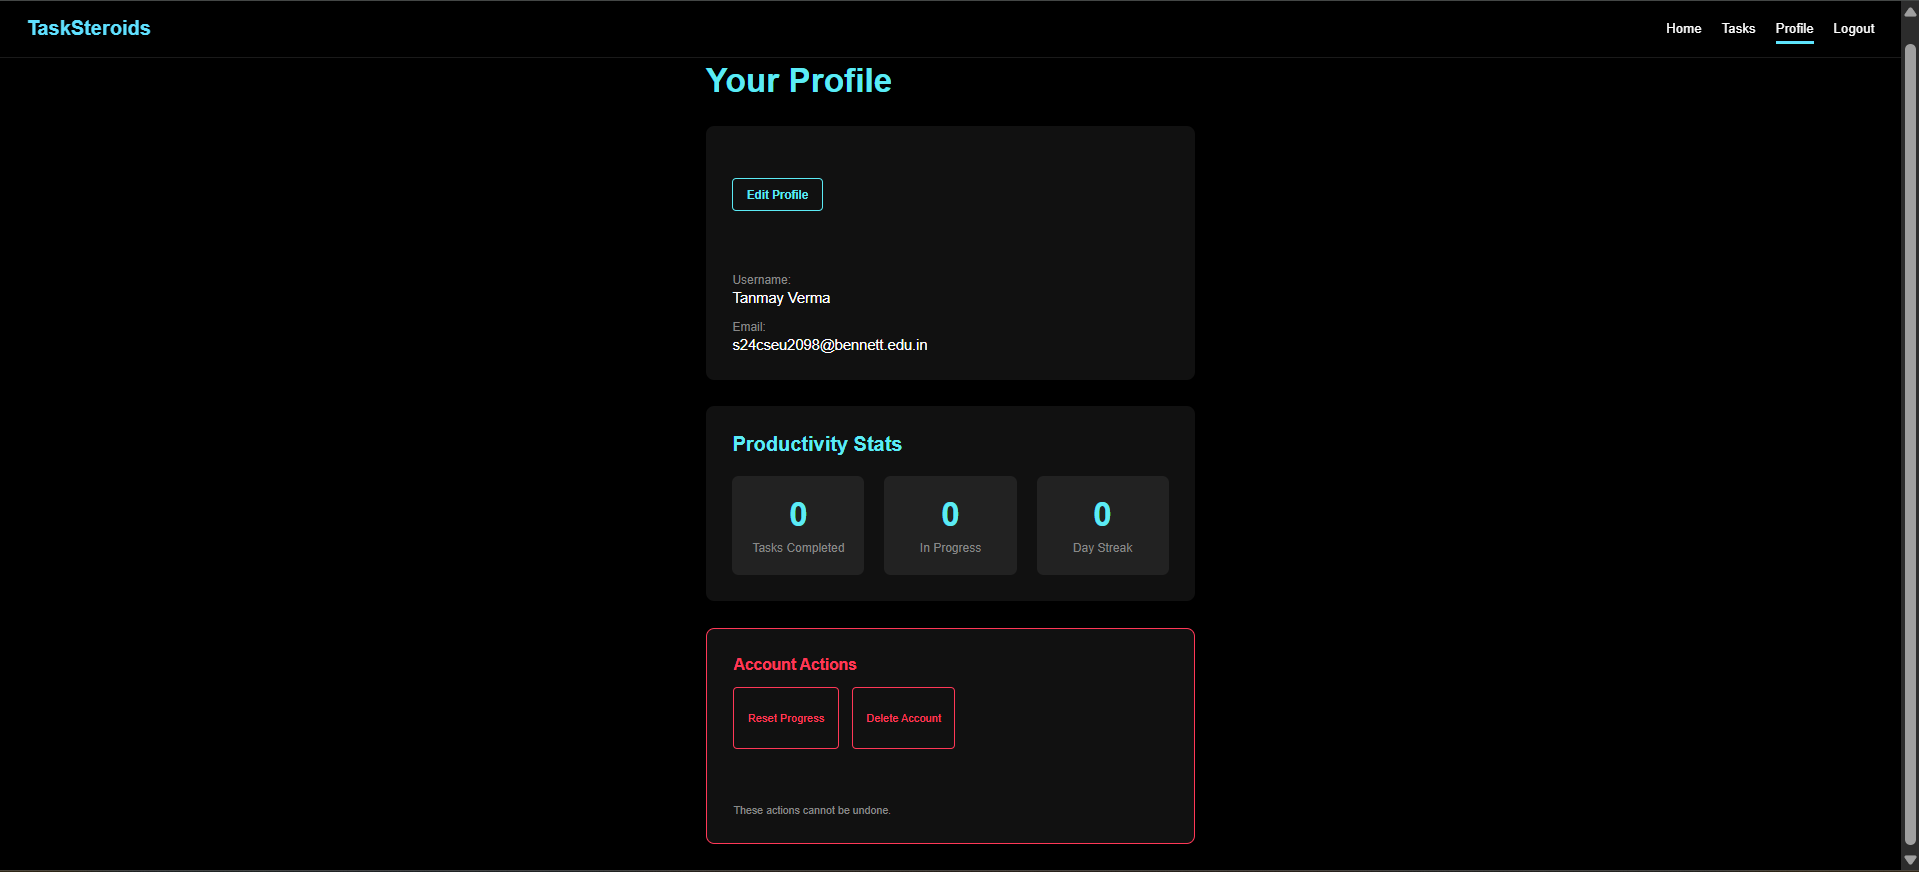 TaskSteroids
Home Tasks Profile Logout
Your Profile
Edit Profile
Username:
Tanmay Verma
Email:
s24cseu2098@bennett.edu.in
Productivity Stats
0 0 0
Tasks Completed In Progress Day Streak
Account Actions
Reset Progress Delete Account
These actions cannot be undone.